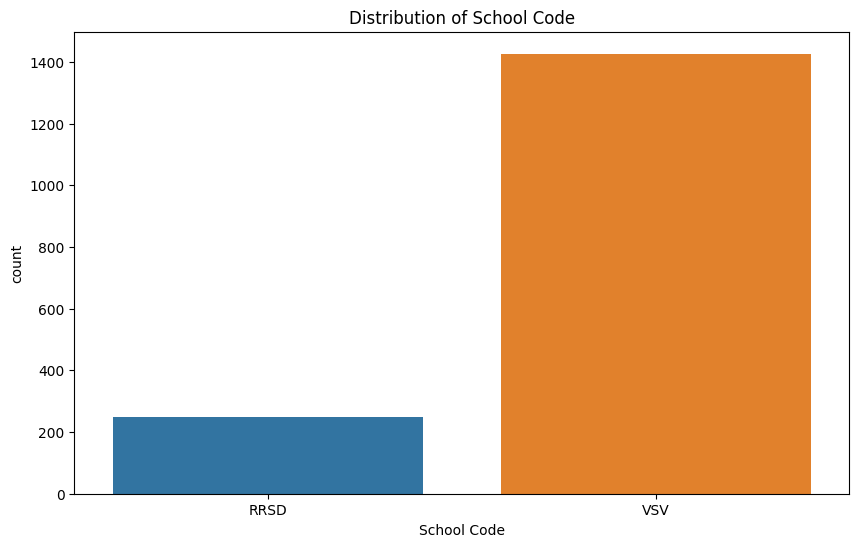 Distribution of School Code
1400
1200
1000
800
600
400
200
0
count
RRSD
VSV
School Code